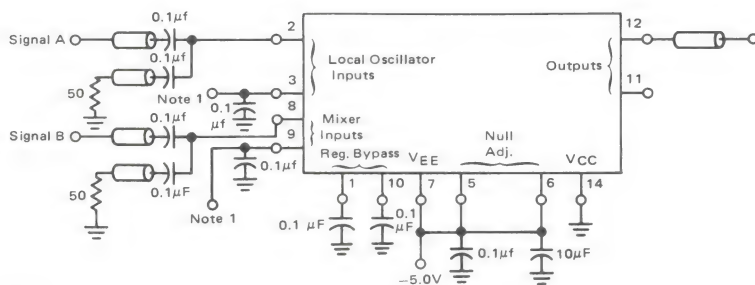 0.1μf
Signal A
2
12
0.1μf
Local Oscillator
Inputs
Outputs
3
11
50
Note 1
0.1
μf
8
0.1μf
Signal B
9
Mixer
Inputs
Null
Adj.
Reg. Bypass
VEE
VCC
0.1μF
0.1μf
50
1
10
7
5
6
14
Note 1
0.1 μF
0.1
μF
0.1μf
10μF
-5.0V